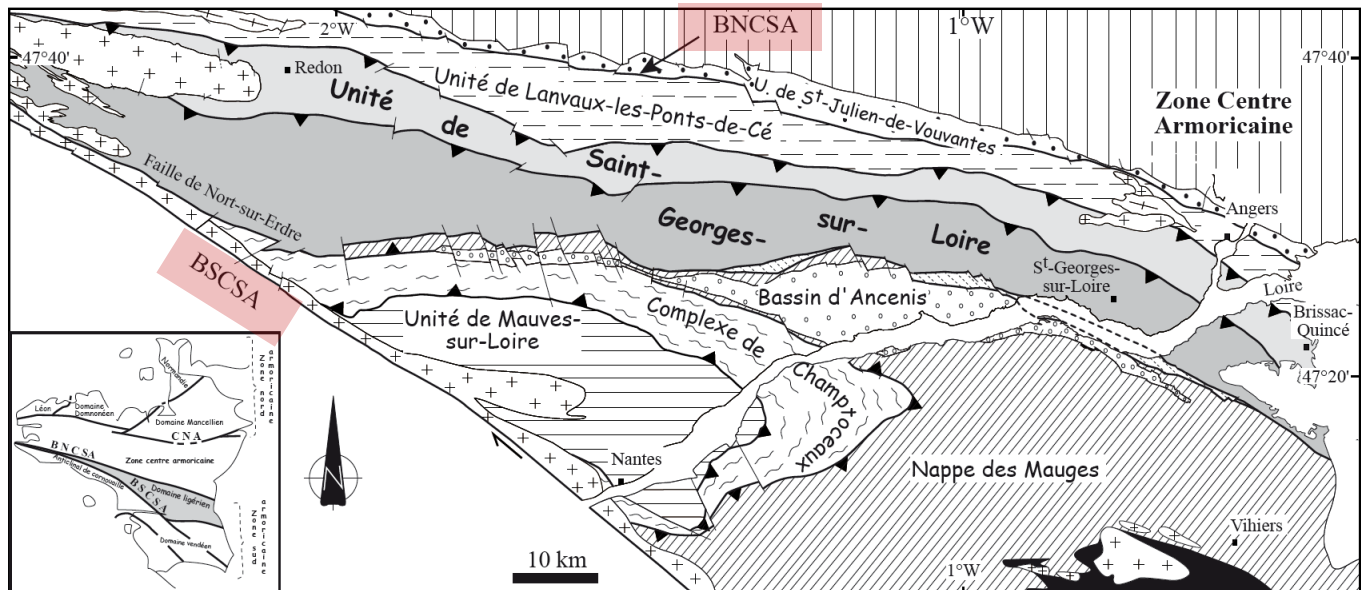 2°W
BNCSA
1°W
47°40'
47°40'
Redon
Unité de Lanvaux-les-Ponts-de-Cé
U. de St-Julien-de-Vouvantes
Zone Centre
Armoricaine
Unité
de
Saint-
Georges-
sur-
Loire
Faille de Nort-sur-Erdre
Angers
BSCSA
St-Georges-
sur-Loire
Loire
Bassin d'Ancenis
Brissac-
Quincé
Unité de Mauves-
sur-Loire
Complexe de
Champtoceaux
47°20'
Nantes
Nappe des Mauges
Vihiers
10 km
1°W
N
Normandie
Zone nord
armoricaine
Léon
Domaine
Domnonéen
Domaine Mancellien
CNA
BNCSA
Zone centre armoricaine
Anticlinal de cornouaille
BSCSA
Domaine ligérien
Domaine vendéen
Zone sud
armoricaine